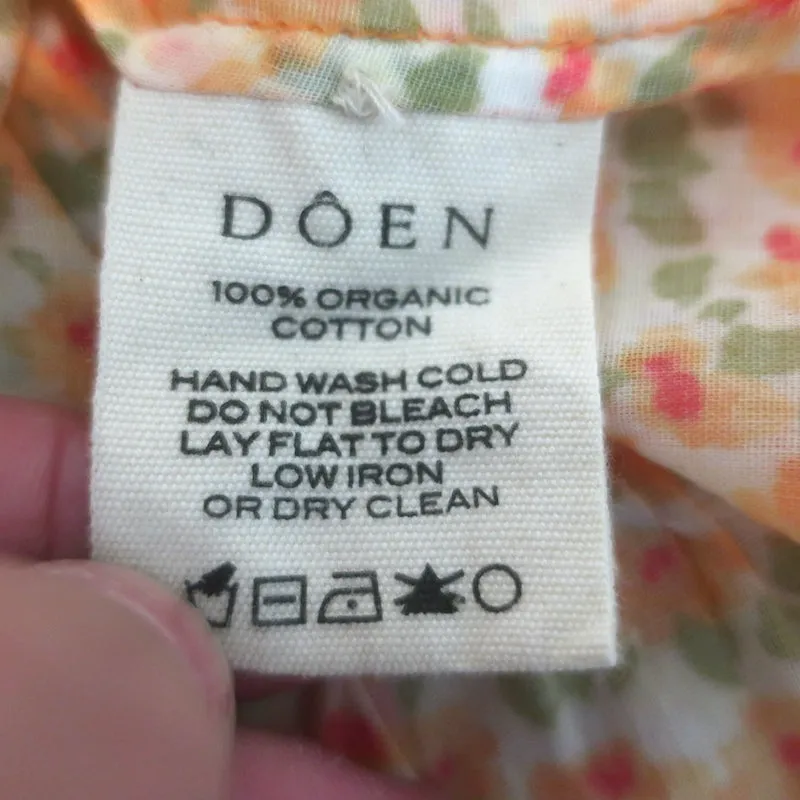 DÔEN
100% ORGANIC
COTTON
HAND WASH COLD
DO NOT BLEACH
LAY FLAT TO DRY
LOW IRON
OR DRY CLEAN